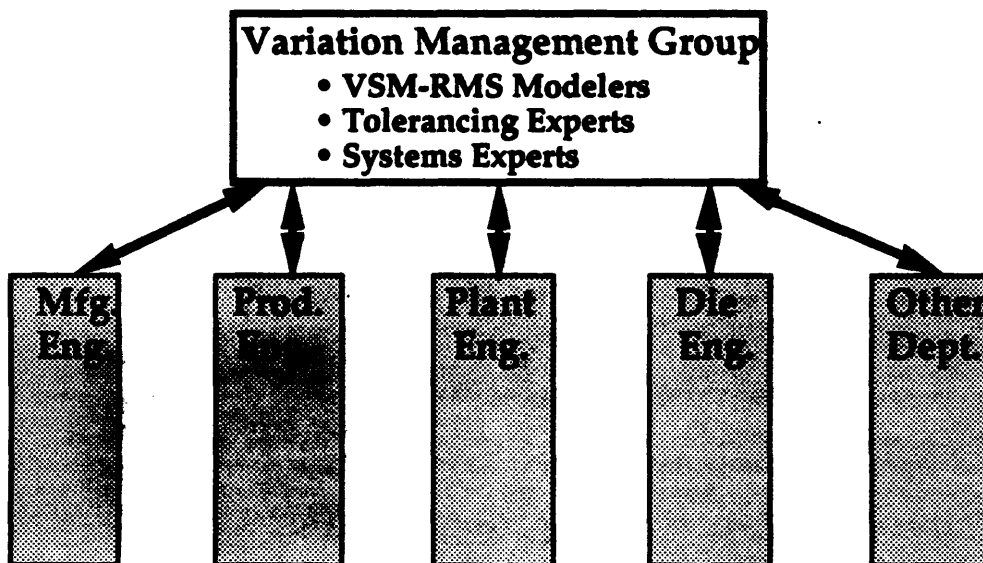 Variation Management Group
• VSM-RMS Modelers
• Tolerancing Experts
• Systems Experts
Mfg.
Eng.
Prod.
Eng.
Plant
Eng.
Die
Eng.
Other
Dept.